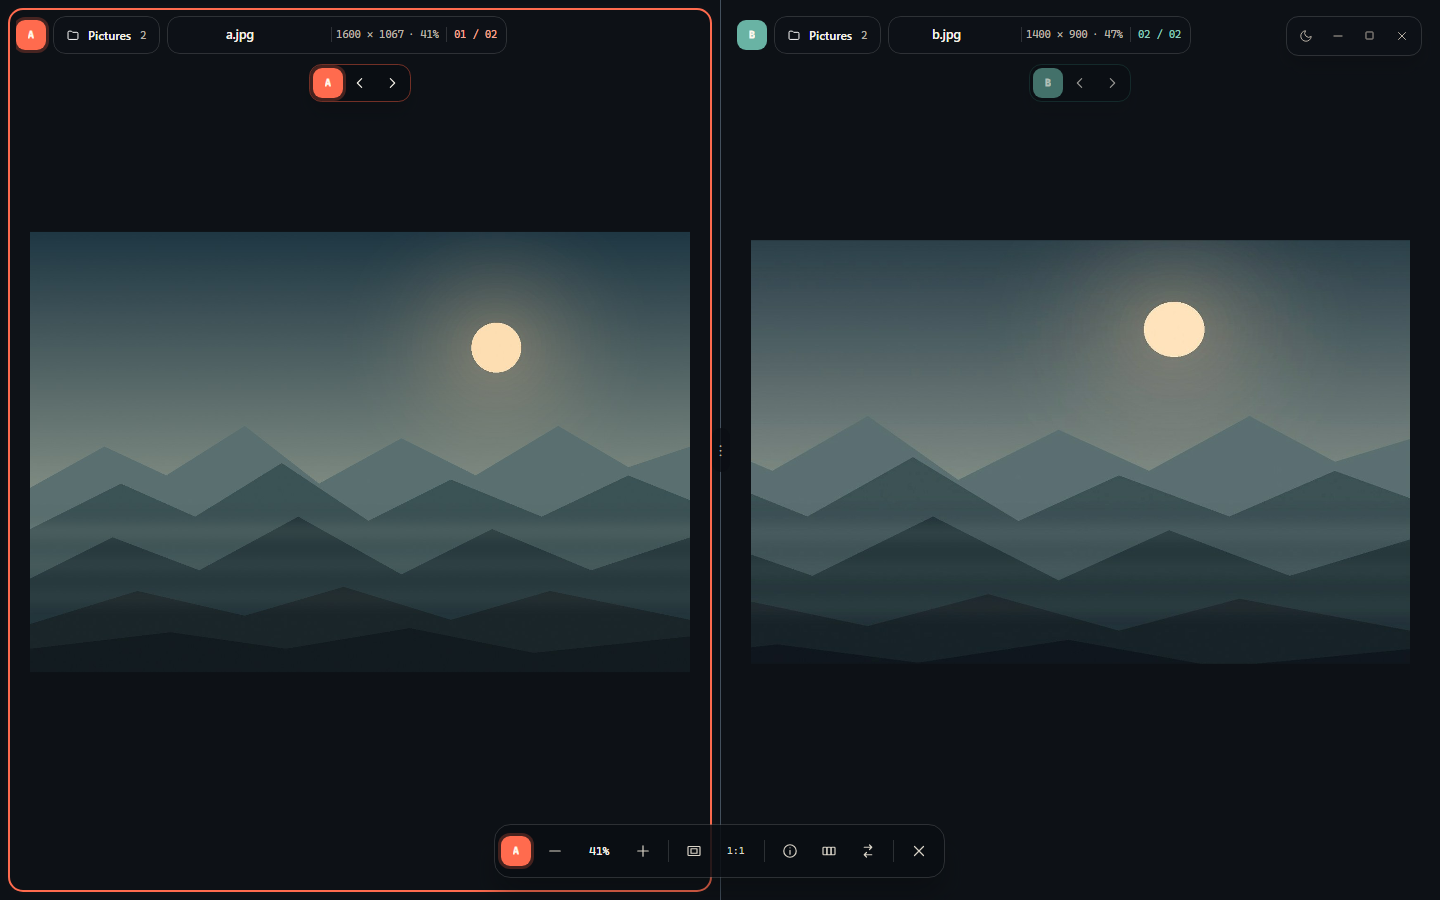 A Pictures 2 a.jpg 1600 × 1067 · 41% 01 / 02
B Pictures 2 b.jpg 1400 × 900 · 47% 02 / 02
A
B
A 41% 1:1